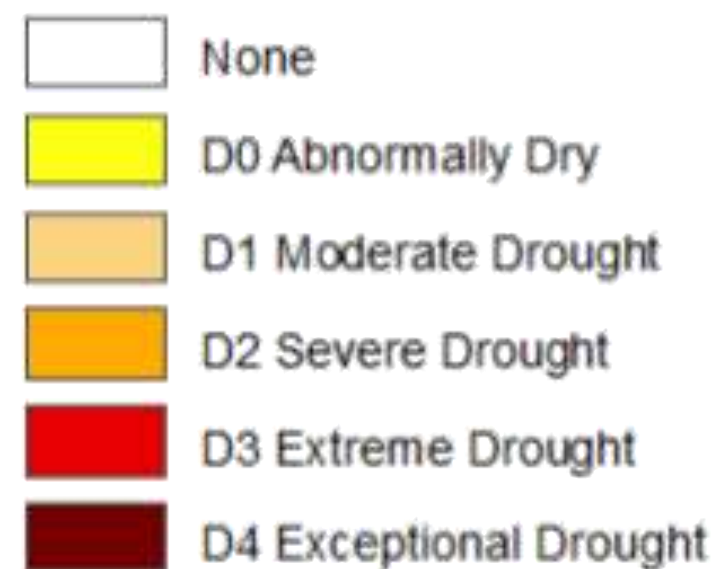 None
D0 Abnormally Dry
D1 Moderate Drought
D2 Severe Drought
D3 Extreme Drought
D4 Exceptional Drought